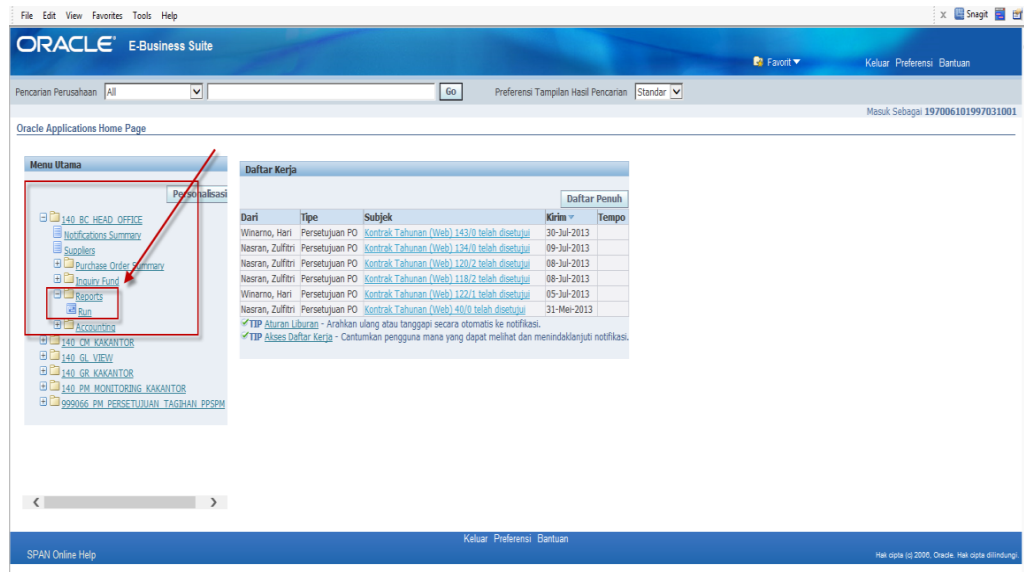 File Edit View Favorites Tools Help
x Snagit
ORACLE E-Business Suite
Favorit
Keluar Preferensi Bantuan
Pencarian Perusahaan All Go Preferensi Tampilan Hasil Pencarian Standar
Masuk Sebagai 197006101997031001
Oracle Applications Home Page
Menu Utama
Personalisasi
140 BC HEAD OFFICE
Notifications Summary
Suppliers
Purchase Order Summary
Inquiry Fund
Reports
Run
Accounting
140 CM KAKANTOR
140 GL VIEW
140 GR KAKANTOR
140 PM MONITORING KAKANTOR
999066 PM PERSETUJUAN TAGIHAN PPSPM
Daftar Kerja
Daftar Penuh
Dari Tipe Subjek Kirim Tempo
Winarno, Hari Persetujuan PO Kontrak Tahunan (Web) 143/0 telah disetujui 30-Jul-2013
Nasran, Zulfitri Persetujuan PO Kontrak Tahunan (Web) 134/0 telah disetujui 09-Jul-2013
Nasran, Zulfitri Persetujuan PO Kontrak Tahunan (Web) 120/2 telah disetujui 08-Jul-2013
Nasran, Zulfitri Persetujuan PO Kontrak Tahunan (Web) 118/2 telah disetujui 08-Jul-2013
Winarno, Hari Persetujuan PO Kontrak Tahunan (Web) 122/1 telah disetujui 05-Jul-2013
Nasran, Zulfitri Persetujuan PO Kontrak Tahunan (Web) 40/0 telah disetujui 31-Mei-2013
TIP Aturan Liburan - Arahkan ulang atau tanggapi secara otomatis ke notifikasi.
TIP Akses Daftar Kerja - Cantumkan pengguna mana yang dapat melihat dan menindaklanjuti notifikasi.
Keluar Preferensi Bantuan
SPAN Online Help
Hak cipta (c) 2006, Oracle. Hak cipta dilindungi.